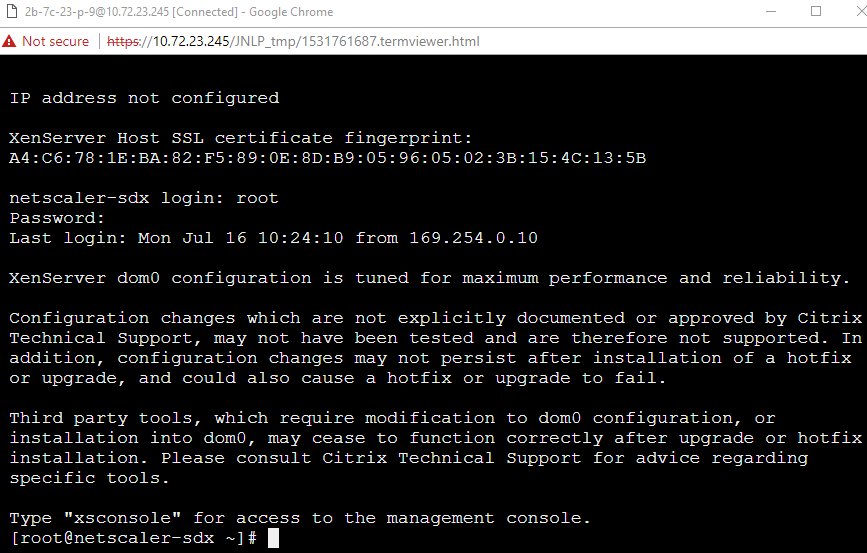 2b-7c-23-p-9@10.72.23.245 [Connected] - Google Chrome
Not secure | https://10.72.23.245/JNLP_tmp/1531761687.termviewer.html
IP address not configured
XenServer Host SSL certificate fingerprint:
A4:C6:78:1E:BA:82:F5:89:0E:8D:B9:05:96:05:02:3B:15:4C:13:5B
netscaler-sdx login: root
Password:
Last login: Mon Jul 16 10:24:10 from 169.254.0.10
XenServer dom0 configuration is tuned for maximum performance and reliability.
Configuration changes which are not explicitly documented or approved by Citrix
Technical Support, may not have been tested and are therefore not supported. In
addition, configuration changes may not persist after installation of a hotfix
or upgrade, and could also cause a hotfix or upgrade to fail.
Third party tools, which require modification to dom0 configuration, or
installation into dom0, may cease to function correctly after upgrade or hotfix
installation. Please consult Citrix Technical Support for advice regarding
specific tools.
Type "xsconsole" for access to the management console.
[root@netscaler-sdx ~]#